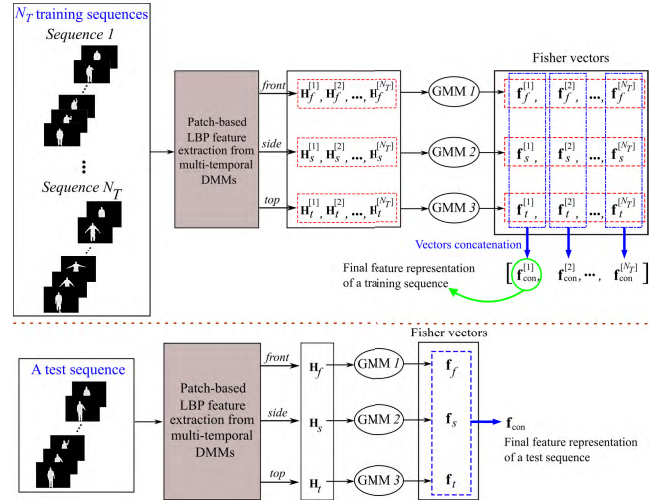 N_T training sequences
Sequence 1
Sequence N_T
Patch-based
LBP feature
extraction from
multi-temporal
DMMs
front
H_f^[1], H_f^[2], ..., H_f^[N_T]
GMM 1
side
H_s^[1], H_s^[2], ..., H_s^[N_T]
GMM 2
top
H_t^[1], H_t^[2], ..., H_t^[N_T]
GMM 3
Fisher vectors
f_f^[1], f_f^[2], ..., f_f^[N_T]
f_s^[1], f_s^[2], ..., f_s^[N_T]
f_t^[1], f_t^[2], ..., f_t^[N_T]
Vectors concatenation
Final feature representation
of a training sequence
[ f_con^[1], f_con^[2], ..., f_con^[N_T] ]
A test sequence
Patch-based
LBP feature
extraction from
multi-temporal
DMMs
front
H_f
GMM 1
side
H_s
GMM 2
top
H_t
GMM 3
Fisher vectors
f_f
f_s
f_t
f_con
Final feature representation
of a test sequence